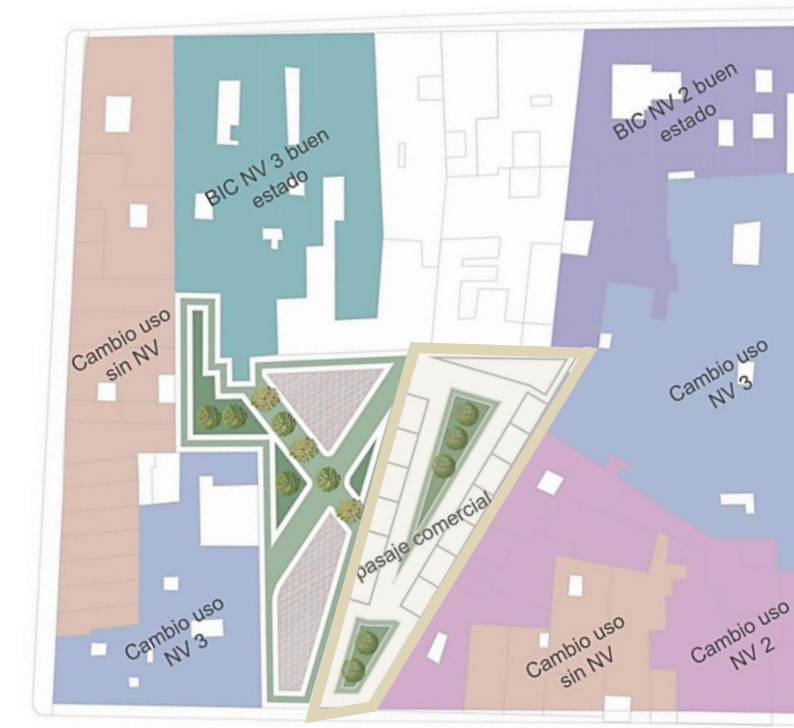 BIC NV 3 buen
estado
BIC NV 2 buen
estado
Cambio uso
sin NV
Cambio uso
NV 3
pasaje comercial
Cambio uso
NV 3
Cambio uso
sin NV
Cambio uso
NV 2